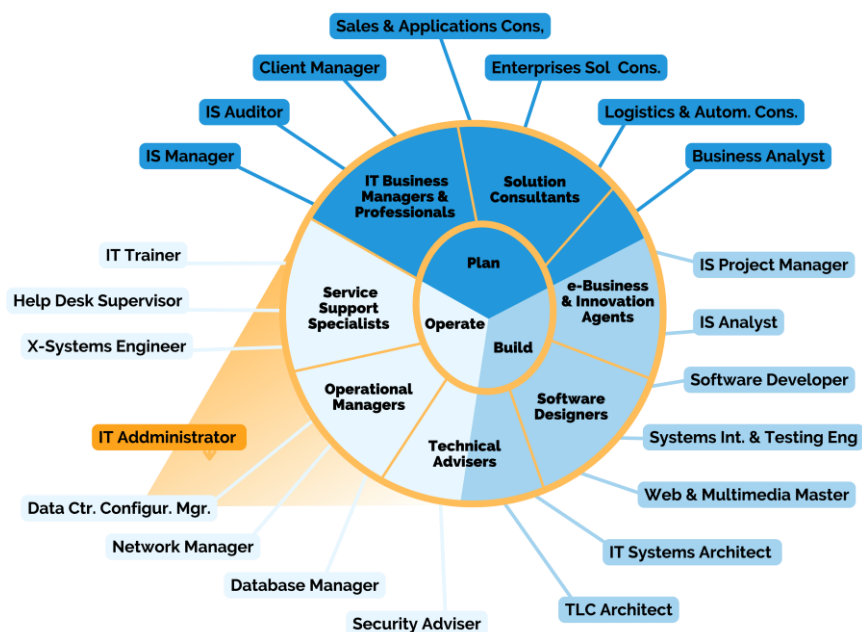 Sales & Applications Cons,
Client Manager
Enterprises Sol Cons.
IS Auditor
Logistics & Autom. Cons.
IS Manager
Business Analyst
IT Business
Managers &
Professionals
Solution
Consultants
IT Trainer
Plan
IS Project Manager
Help Desk Supervisor
Service
Support
Specialists
Operate
e-Business
& Innovation
Agents
IS Analyst
X-Systems Engineer
Build
Operational
Managers
Software
Designers
Software Developer
IT Addministrator
Technical
Advisers
Systems Int. & Testing Eng
Data Ctr. Configur. Mgr.
Web & Multimedia Master
Network Manager
IT Systems Architect
Database Manager
TLC Architect
Security Adviser